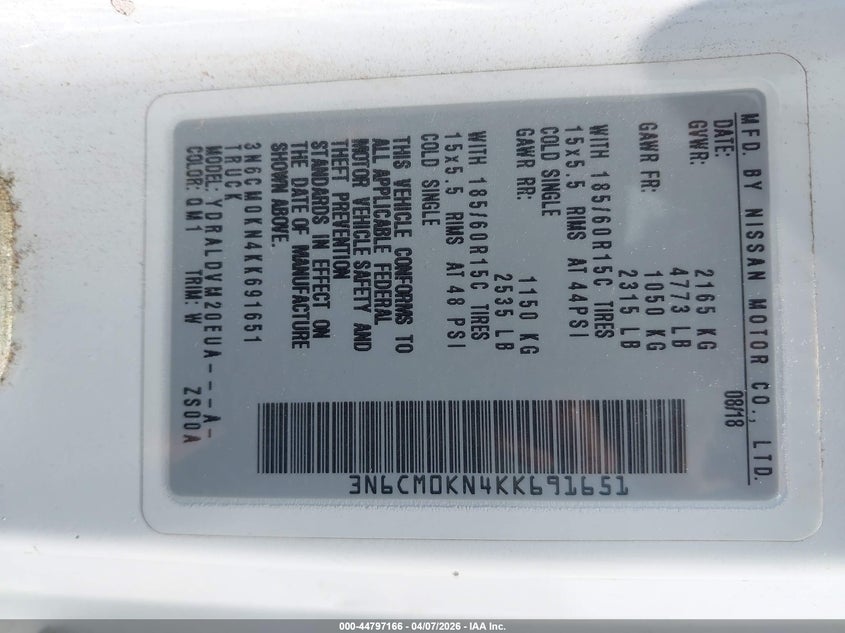 MFD. BY NISSAN MOTOR CO., LTD.
DATE: 08/18
GVWR: 2165 KG
4773 LB
GAWR FR: 1050 KG
2315 LB
WITH 185/60R15C TIRES
15x5.5 RIMS AT 44PSI
COLD SINGLE
GAWR RR: 1150 KG
2535 LB
WITH 185/60R15C TIRES
15x5.5 RIMS AT 48 PSI
COLD SINGLE
THIS VEHICLE CONFORMS TO
ALL APPLICABLE FEDERAL
MOTOR VEHICLE SAFETY AND
THEFT PREVENTION
STANDARDS IN EFFECT ON
THE DATE OF MANUFACTURE
SHOWN ABOVE.
3N6CM0KN4KK691651
TRUCK
MODEL: YDRALDYM20EUA---A-
COLOR: QM1 TRIM: W ZS00A
3N6CM0KN4KK691651
000-44797166 - 04/07/2026 - IAA Inc.